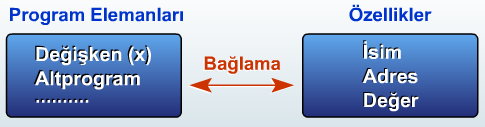 Program Elemanları
Özellikler
Değişken (x)
Altprogram
..........
Bağlama
İsim
Adres
Değer